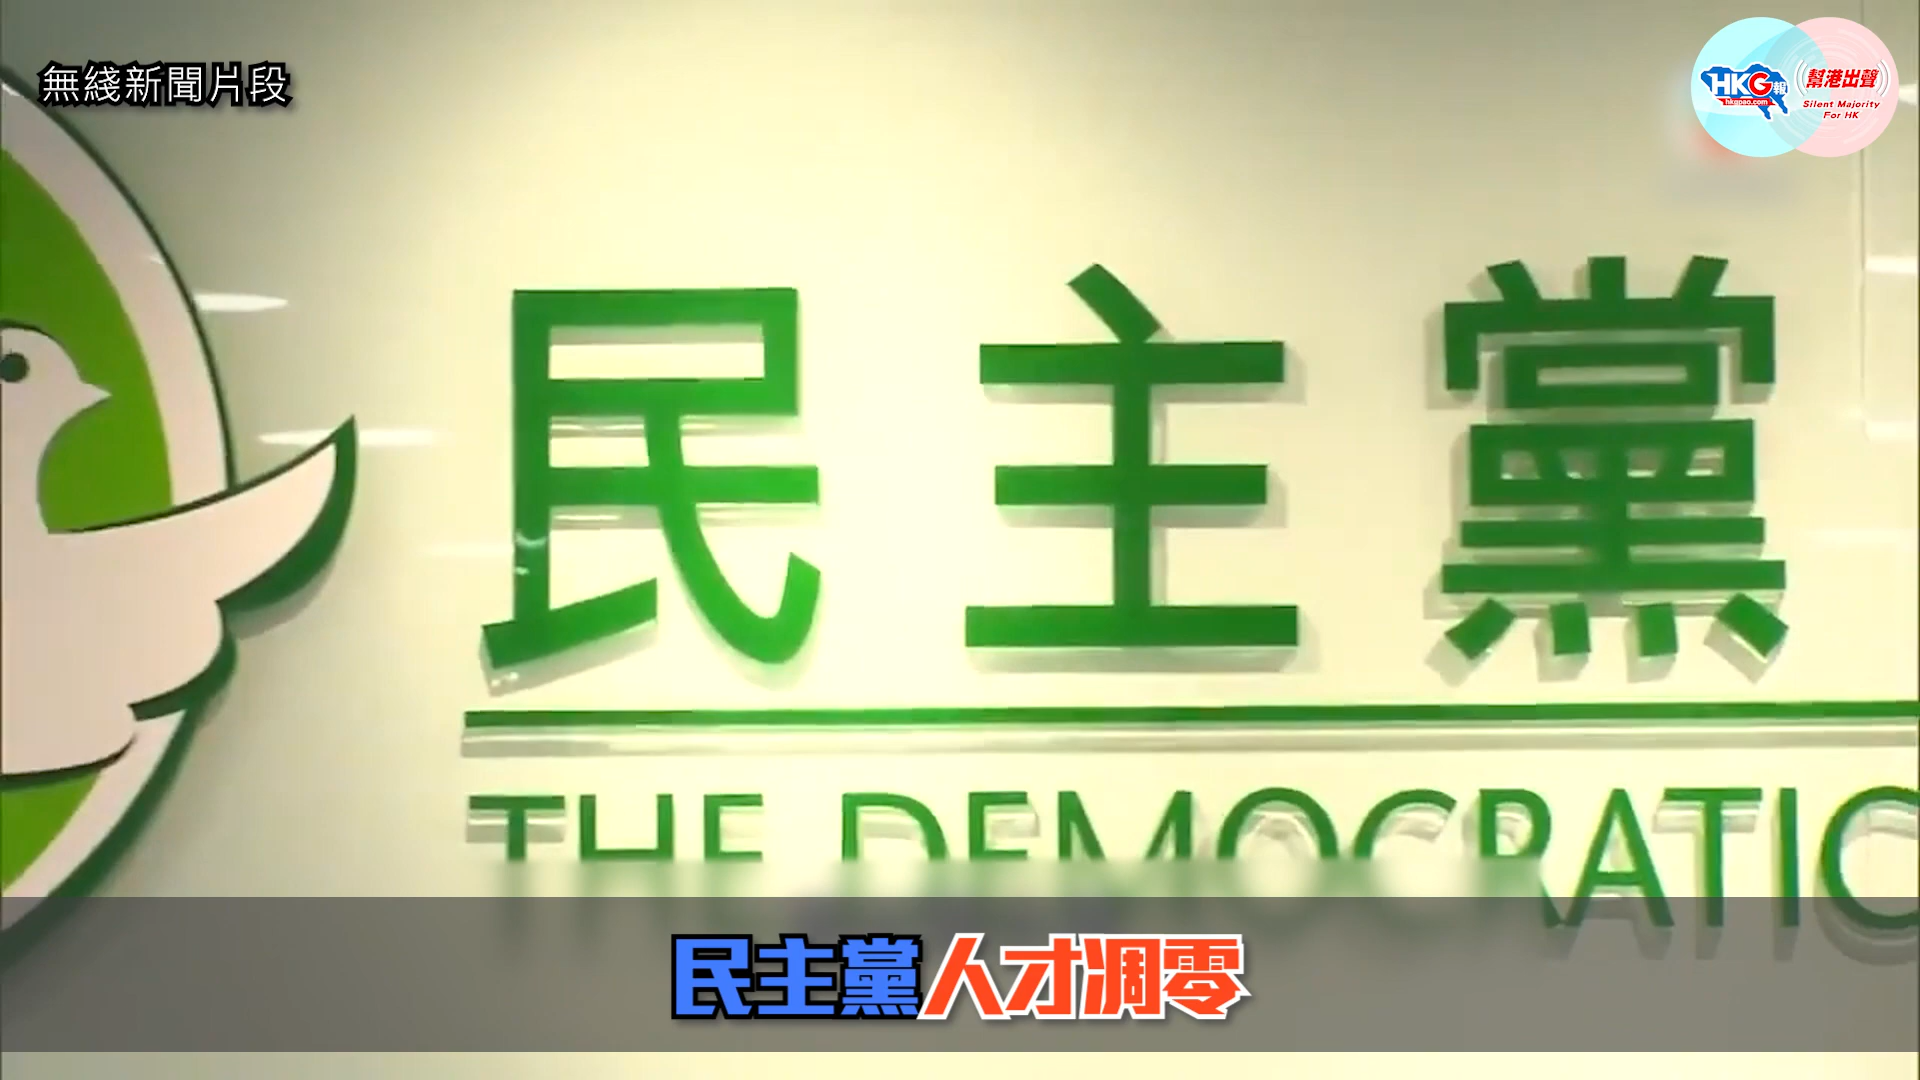 無綫新聞片段
HKG報
hkgpao.com
幫港出聲
Silent Majority
For HK
民主黨
THE DEMOCRATIC
民主黨人才凋零